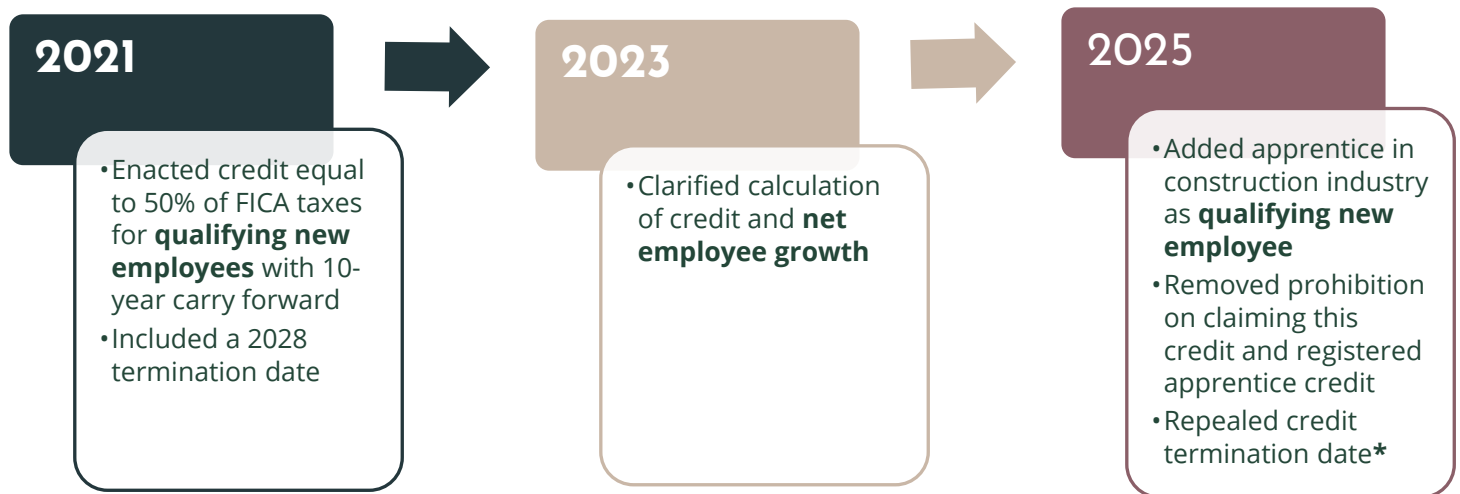 2021
•Enacted credit equal
to 50% of FICA taxes
for qualifying new
employees with 10-
year carry forward
•Included a 2028
termination date
2023
•Clarified calculation
of credit and net
employee growth
2025
•Added apprentice in
construction industry
as qualifying new
employee
•Removed prohibition
on claiming this
credit and registered
apprentice credit
•Repealed credit
termination date*